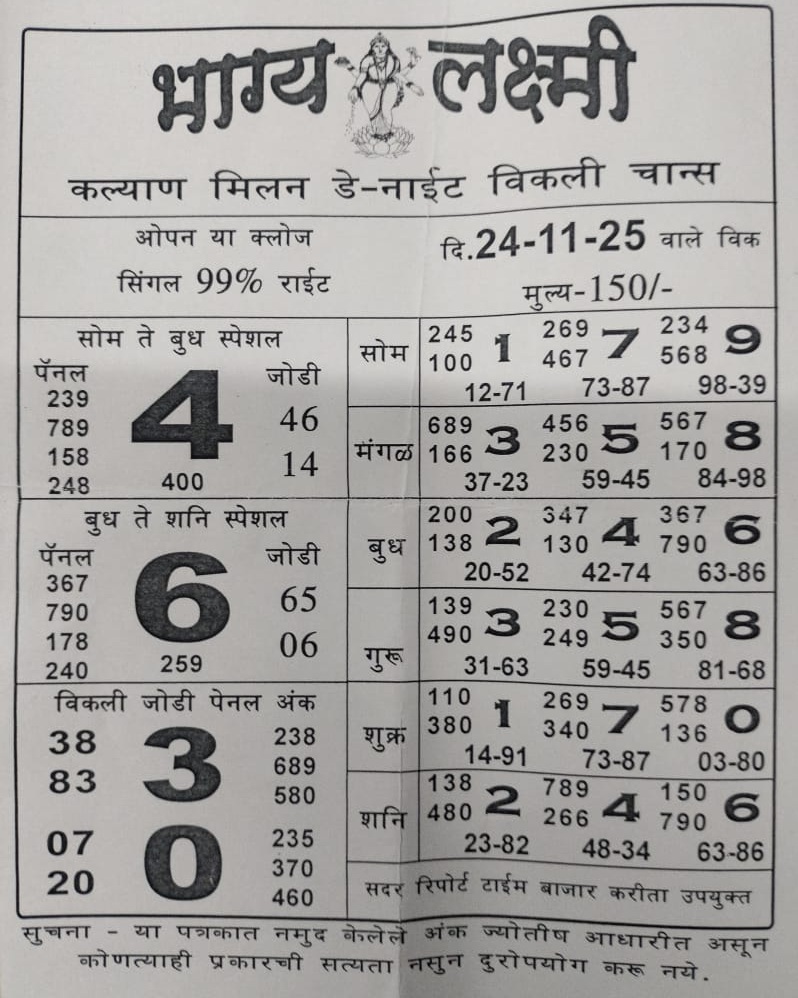 भाग्य लक्ष्मी
कल्याण मिलन डे-नाईट विकली चान्स
ओपन या क्लोज
सिंगल 99% राईट
दि.24-11-25 वाले विक
मुल्य-150/-
सोम ते बुध स्पेशल
पॅनल जोडी
239
789
158
248
4
400
46
14
बुध ते शनि स्पेशल
पॅनल जोडी
367
790
178
240
6
259
65
06
विकली जोडी पेनल अंक
38
83
3
238
689
580
07
20
0
235
370
460
सोम
245 1 269 7 234 9
100 467 568
12-71 73-87 98-39
मंगळ
689 3 456 5 567 8
166 230 170
37-23 59-45 84-98
बुध
200 2 347 4 367 6
138 130 790
20-52 42-74 63-86
गुरू
139 3 230 5 567 8
490 249 350
31-63 59-45 81-68
शुक्र
110 1 269 7 578 0
380 340 136
14-91 73-87 03-80
शनि
138 2 789 4 150 6
480 266 790
23-82 48-34 63-86
सदर रिपोर्ट टाईम बाजार करीता उपयुक्त
सुचना - या पत्रकात नमुद केलेले अंक ज्योतीष आधारीत असून
कोणत्याही प्रकारची सत्यता नसुन दुरोपयोग करू नये.